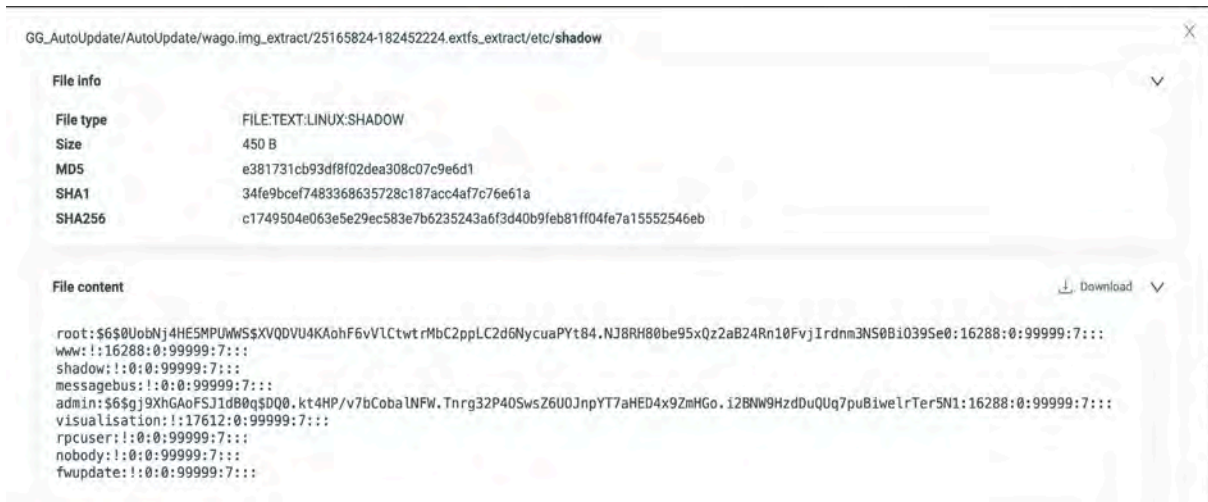 GG_AutoUpdate/AutoUpdate/wago.img_extract/25165824-182452224.extfs_extract/etc/shadow
File info
File type FILE:TEXT:LINUX:SHADOW
Size 450 B
MD5 e381731cb93df8f02dea308c07c9e6d1
SHA1 34fe9bcef7483368635728c187acc4af7c76e61a
SHA256 c1749504e063e5e29ec583e7b6235243a6f3d40b9feb81ff04fe7a15552546eb
File content
Download
root:$6$0UobNj4HE5MPUWWS$XVQDVU4KAohF6vVlCtwtrMbC2ppLC2d6NycuaPYt84.NJ8RH80be95xQz2aB24Rn10FvjIrdnm3NS0BiO39Se0:16288:0:99999:7:::
www:!:16288:0:99999:7:::
shadow:!:0:0:99999:7:::
messagebus:!:0:0:99999:7:::
admin:$6$gj9XhGAoFSJ1dB0q$DQ0.kt4HP/v7bCobalNFW.Tnrg32P4OSwsZ6UOJnpYT7aHED4x9ZmHGo.i2BNW9HzdDuQUq7puBiwelrTer5N1:16288:0:99999:7:::
visualisation:!:17612:0:99999:7:::
rpcuser:!:0:0:99999:7:::
nobody:!:0:0:99999:7:::
fwupdate:!:0:0:99999:7:::